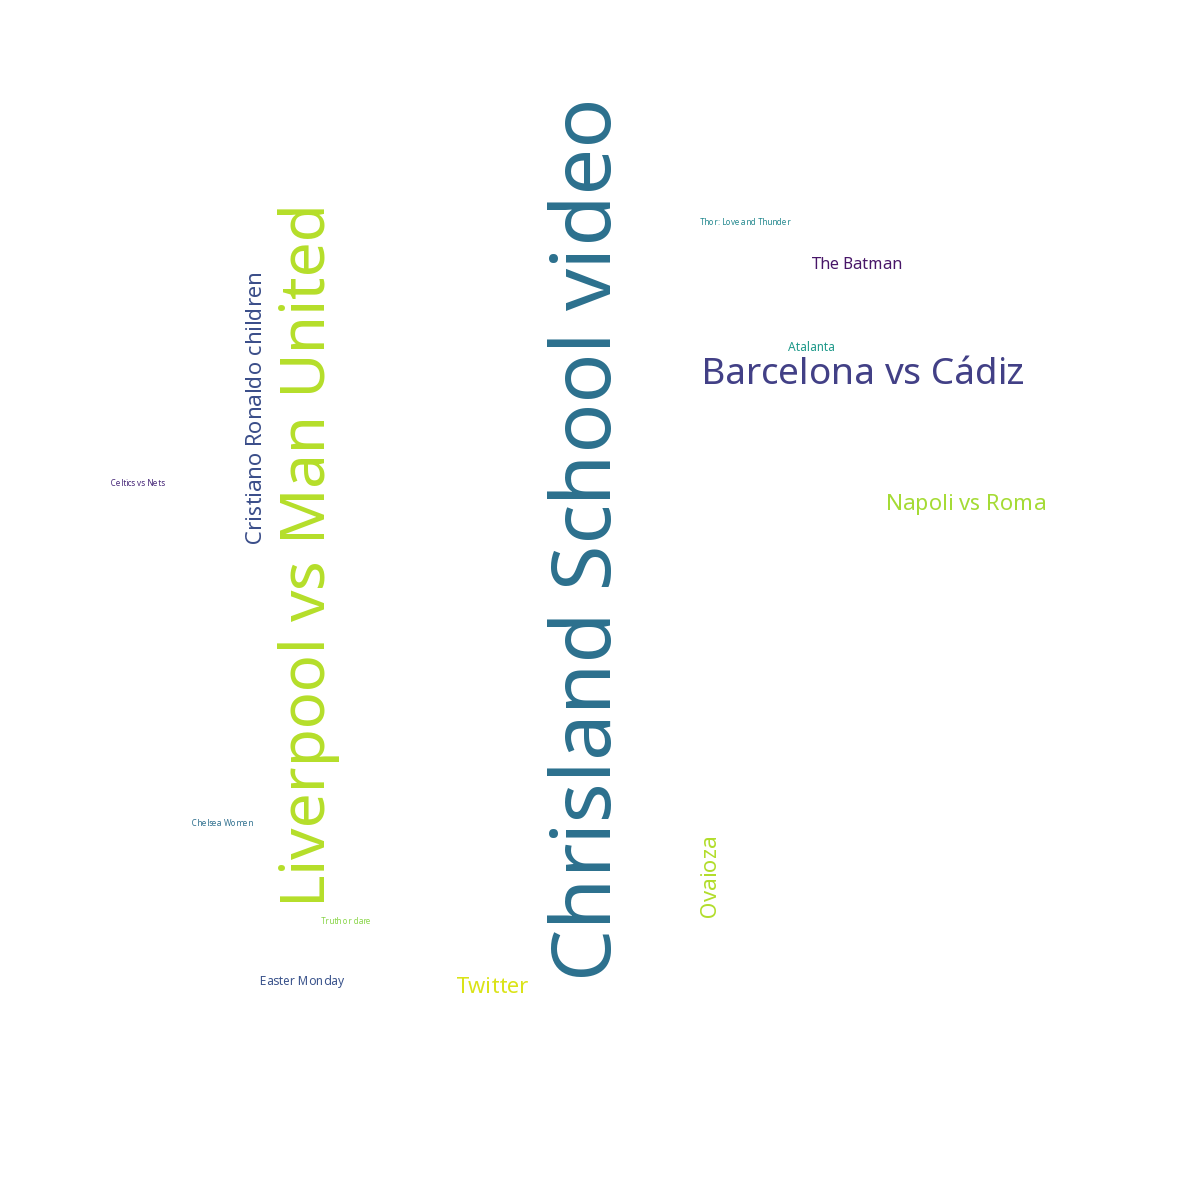 Chrisland School video
Liverpool vs Man United
Barcelona vs Cádiz
Cristiano Ronaldo children
Napoli vs Roma
Twitter
Ovaioza
The Batman
Atalanta
Easter Monday
Thor: Love and Thunder
Celtics vs Nets
Chelsea Women
Truth or dare